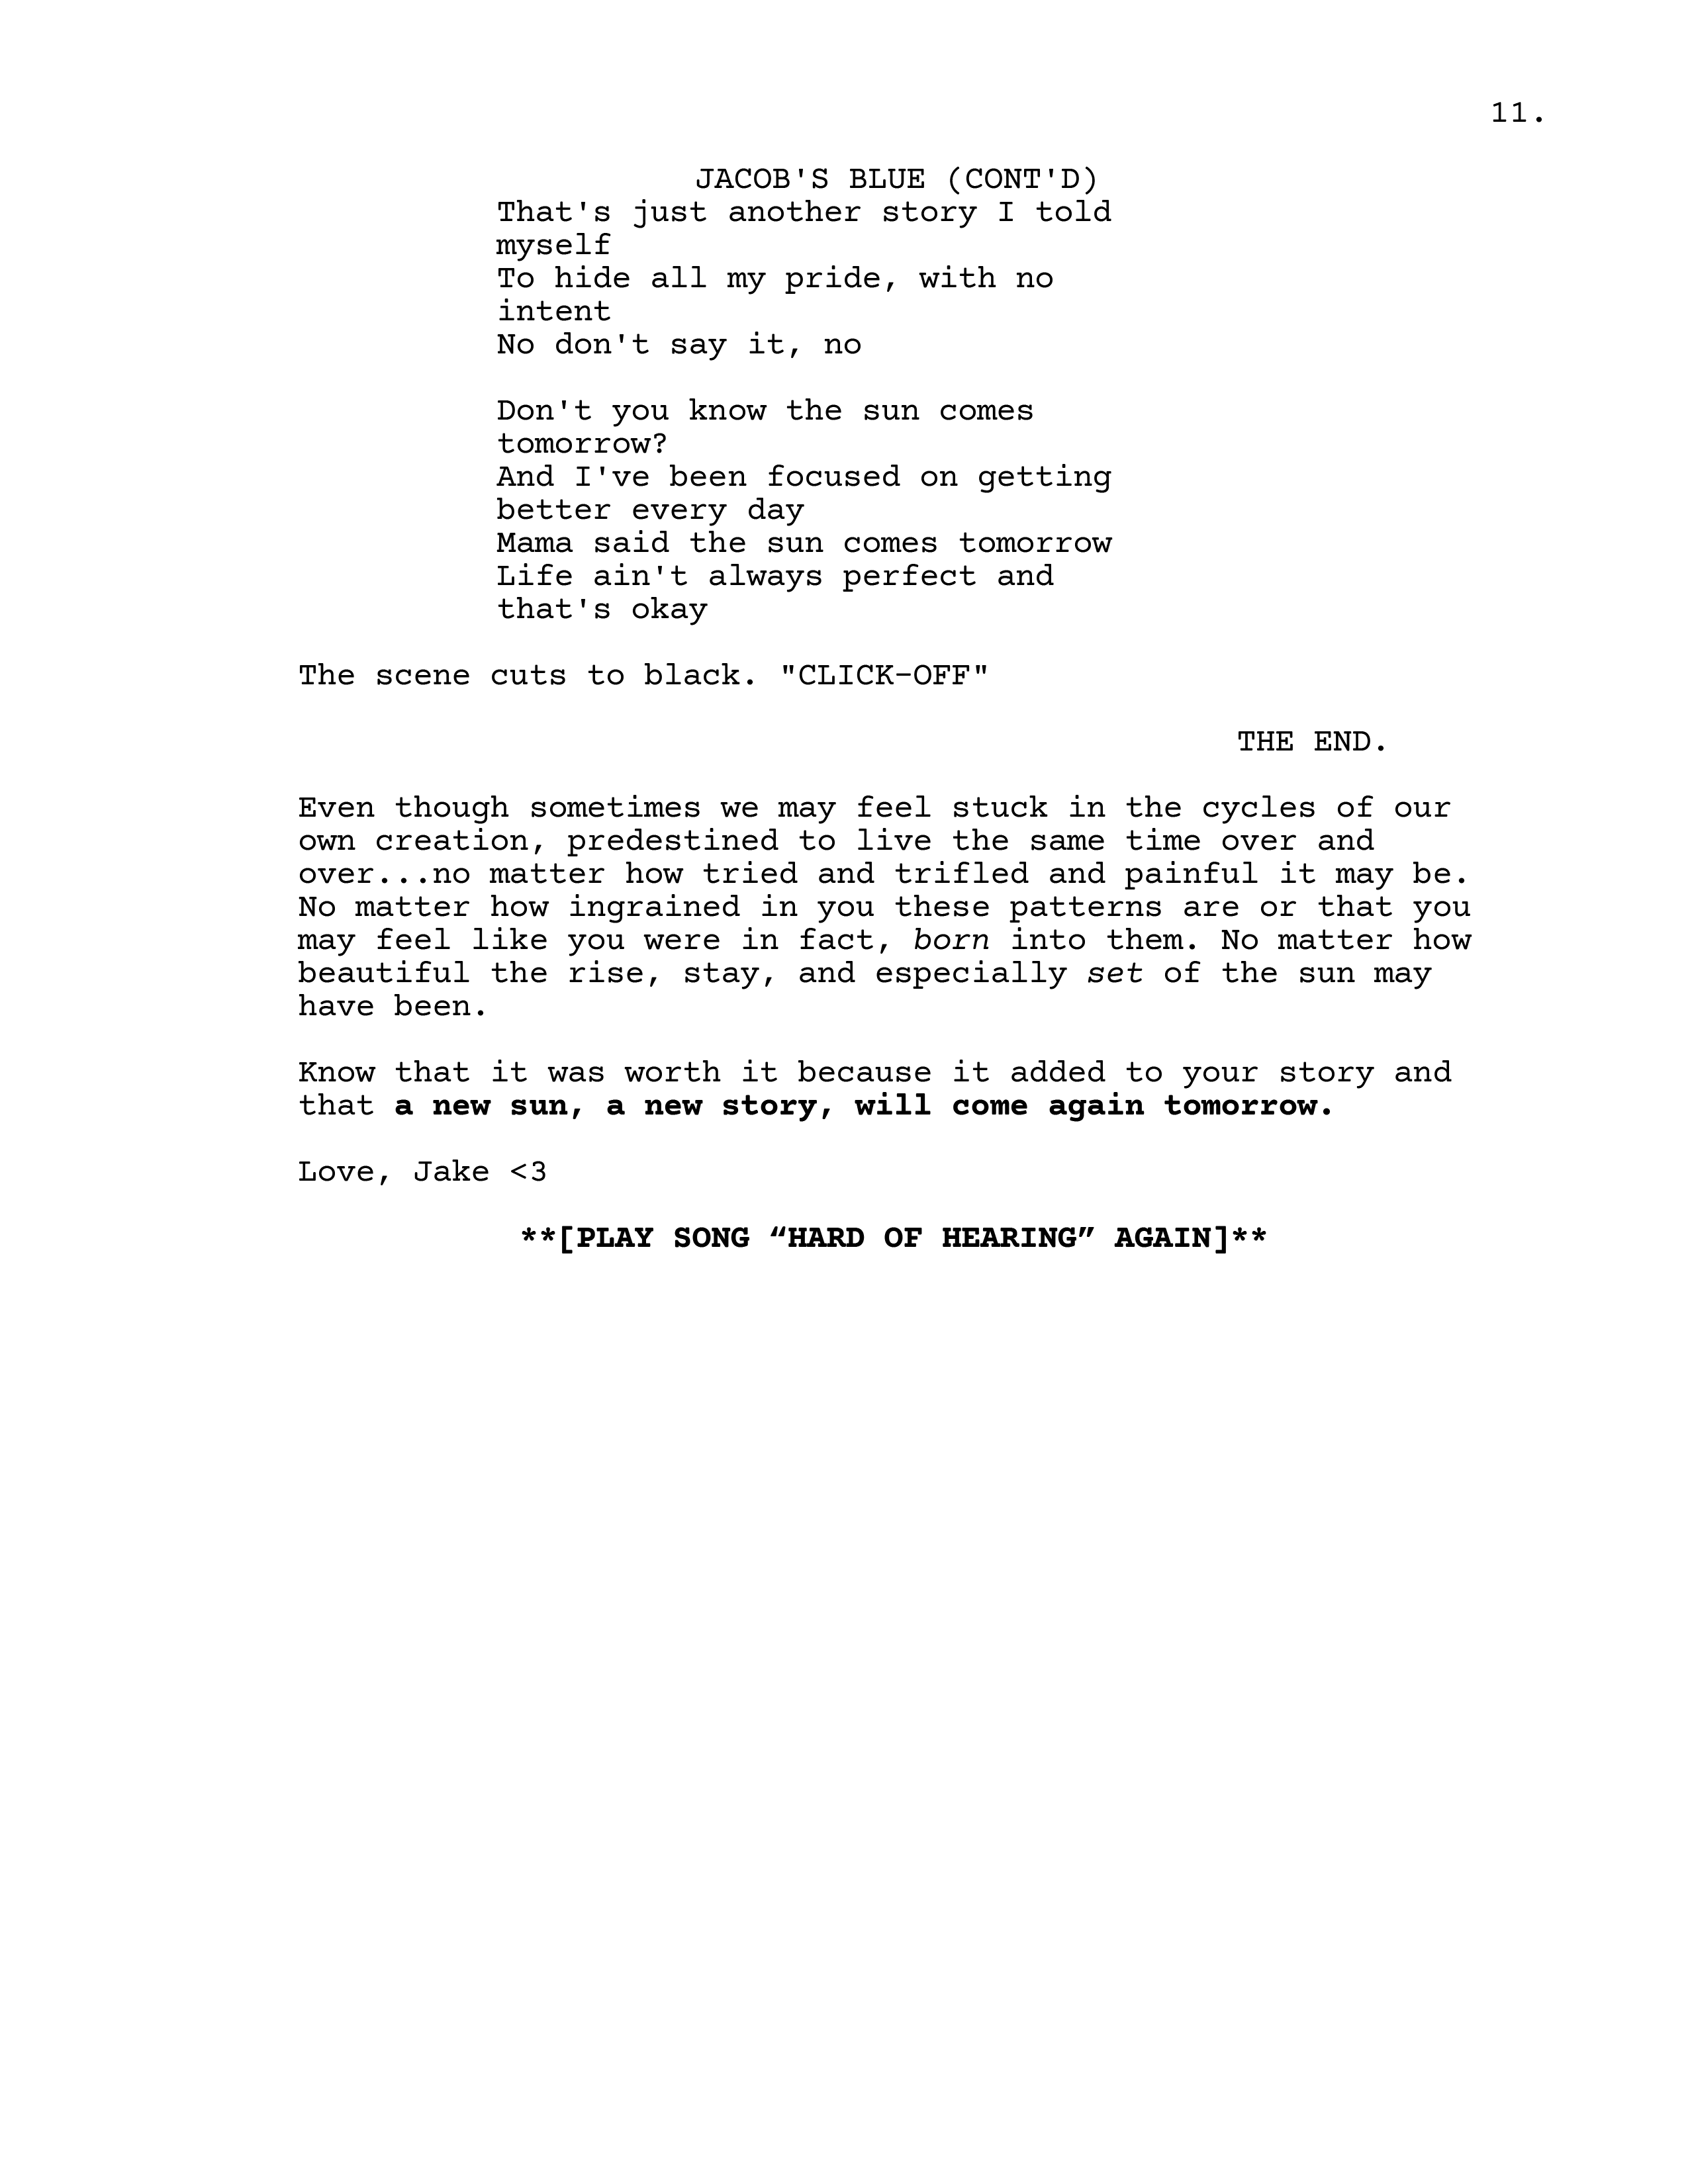 11.
JACOB'S BLUE (CONT'D)
That's just another story I told
myself
To hide all my pride, with no
intent
No don't say it, no
Don't you know the sun comes
tomorrow?
And I've been focused on getting
better every day
Mama said the sun comes tomorrow
Life ain't always perfect and
that's okay
The scene cuts to black. "CLICK-OFF"
THE END.
Even though sometimes we may feel stuck in the cycles of our
own creation, predestined to live the same time over and
over...no matter how tried and trifled and painful it may be.
No matter how ingrained in you these patterns are or that you
may feel like you were in fact, born into them. No matter how
beautiful the rise, stay, and especially set of the sun may
have been.
Know that it was worth it because it added to your story and
that a new sun, a new story, will come again tomorrow.
Love, Jake <3
**[PLAY SONG “HARD OF HEARING” AGAIN]**